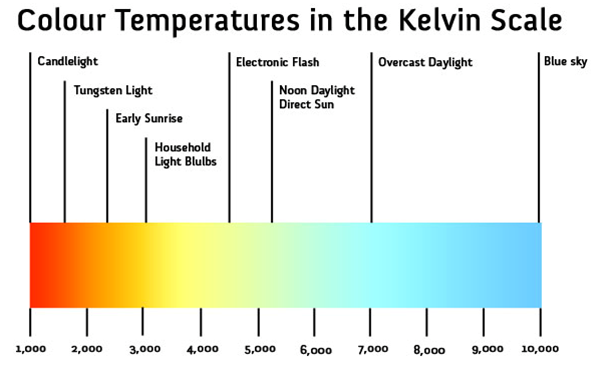 Colour Temperatures in the Kelvin Scale
Candlelight
Tungsten Light
Early Sunrise
Household
Light Blulbs
Electronic Flash
Noon Daylight
Direct Sun
Overcast Daylight
Blue sky
1,000 2,000 3,000 4,000 5,000 6,000 7,000 8,000 9,000 10,000